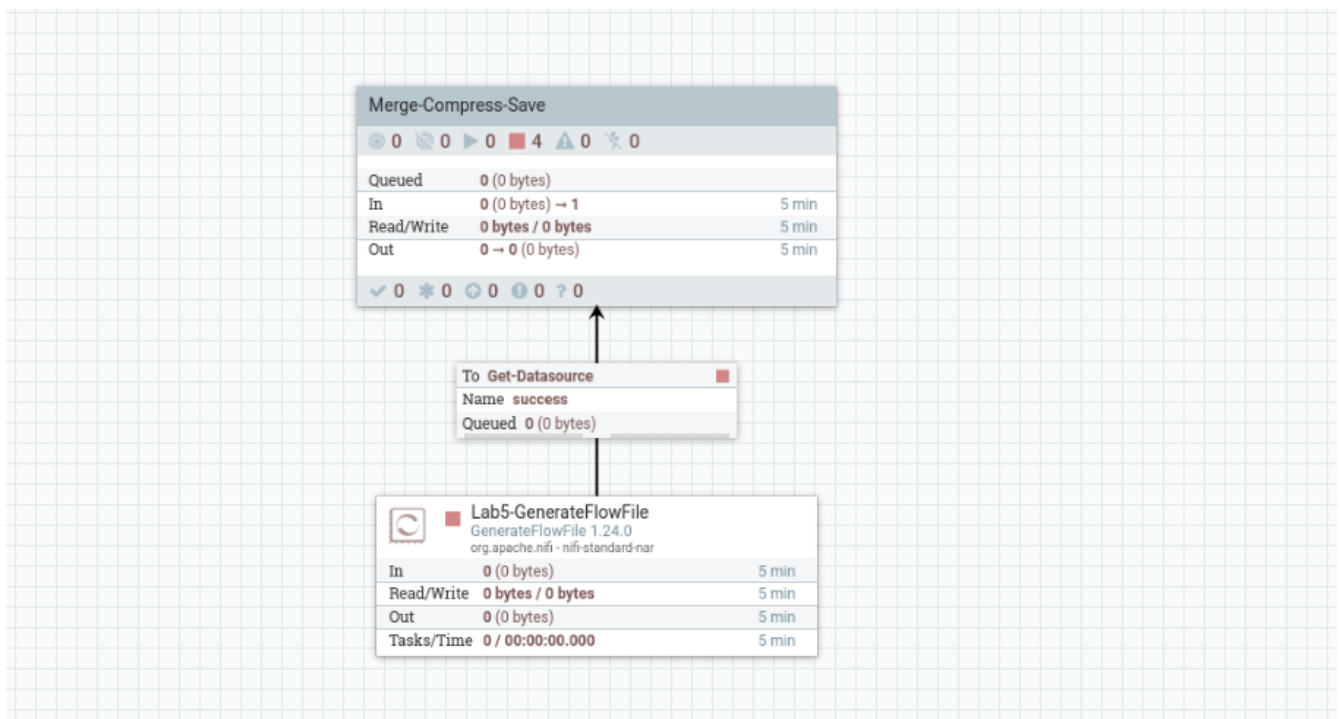 Merge-Compress-Save
0 0 0 4 0 0
Queued 0 (0 bytes)
In 0 (0 bytes) → 1 5 min
Read/Write 0 bytes / 0 bytes 5 min
Out 0 → 0 (0 bytes) 5 min
0 0 0 0 ? 0
To Get-Datasource
Name success
Queued 0 (0 bytes)
Lab5-GenerateFlowFile
GenerateFlowFile 1.24.0
org.apache.nifi - nifi-standard-nar
In 0 (0 bytes) 5 min
Read/Write 0 bytes / 0 bytes 5 min
Out 0 (0 bytes) 5 min
Tasks/Time 0 / 00:00:00.000 5 min